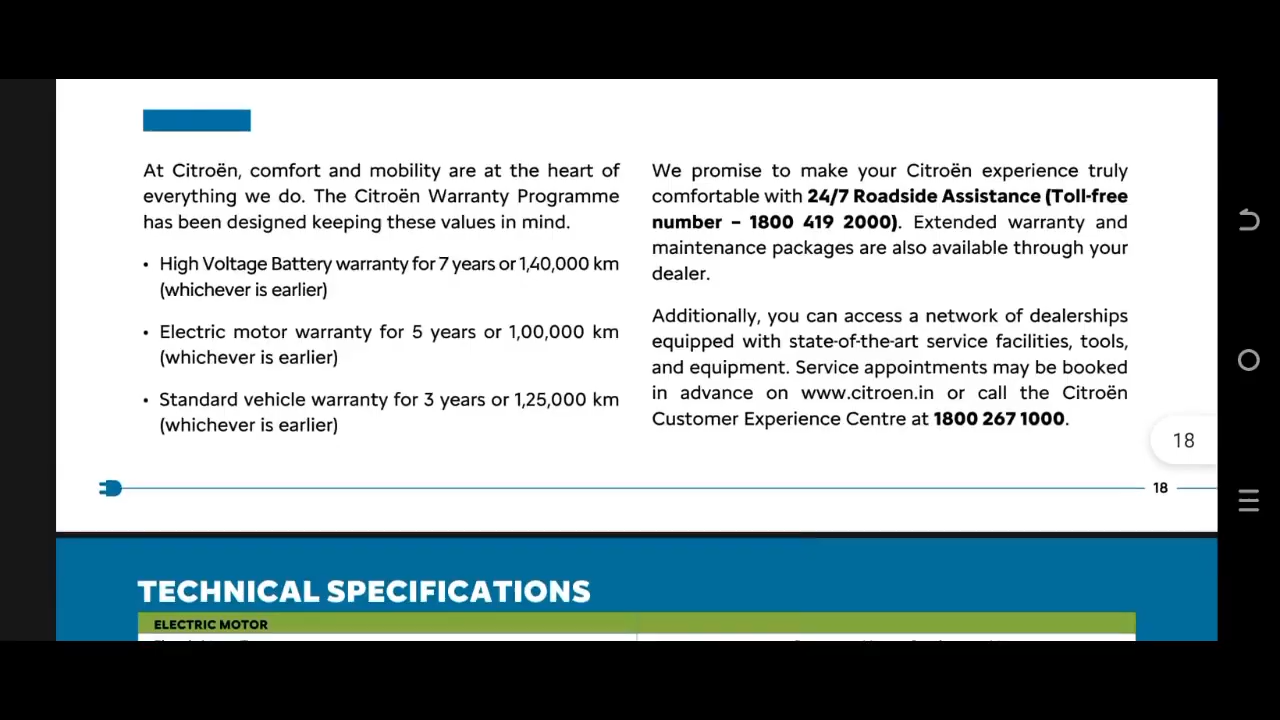 At Citroën, comfort and mobility are at the heart of
everything we do. The Citroën Warranty Programme
has been designed keeping these values in mind.
• High Voltage Battery warranty for 7 years or 1,40,000 km
(whichever is earlier)
• Electric motor warranty for 5 years or 1,00,000 km
(whichever is earlier)
• Standard vehicle warranty for 3 years or 1,25,000 km
(whichever is earlier)
We promise to make your Citroën experience truly
comfortable with 24/7 Roadside Assistance (Toll-free
number – 1800 419 2000). Extended warranty and
maintenance packages are also available through your
dealer.
Additionally, you can access a network of dealerships
equipped with state-of-the-art service facilities, tools,
and equipment. Service appointments may be booked
in advance on www.citroen.in or call the Citroën
Customer Experience Centre at 1800 267 1000.
18
18
TECHNICAL SPECIFICATIONS
ELECTRIC MOTOR